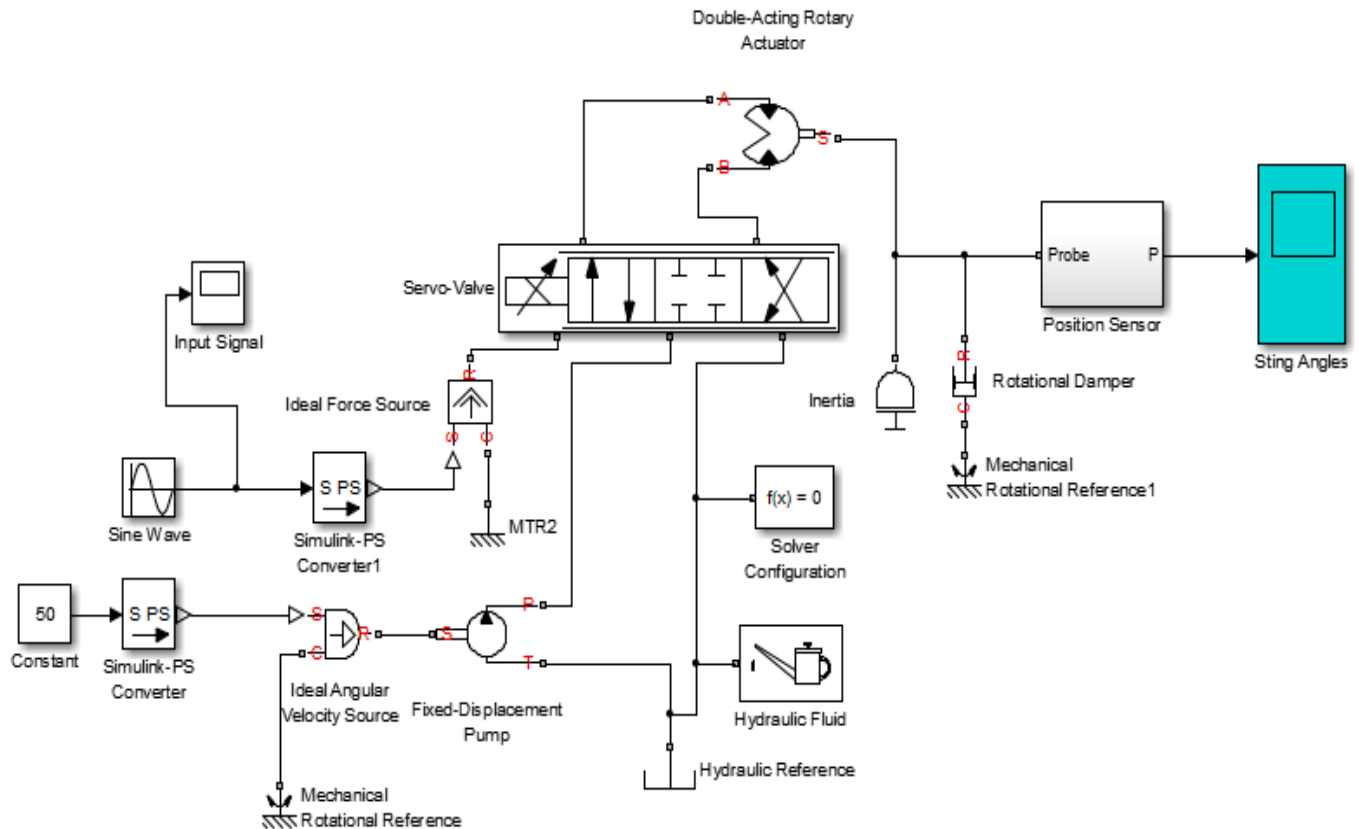 Double-Acting Rotary
Actuator
A
S
B
Servo-Valve
Input Signal
Probe
P
Position Sensor
Sting Angles
R
Ideal Force Source
S
C
R
Rotational Damper
C
Inertia
Mechanical
Rotational Reference1
Sine Wave
S PS
Simulink-PS
Converter1
MTR2
f(x) = 0
Solver
Configuration
50
Constant
S PS
Simulink-PS
Converter
S
R
C
Ideal Angular
Velocity Source
S
P
T
Fixed-Displacement
Pump
Hydraulic Fluid
Hydraulic Reference
Mechanical
Rotational Reference